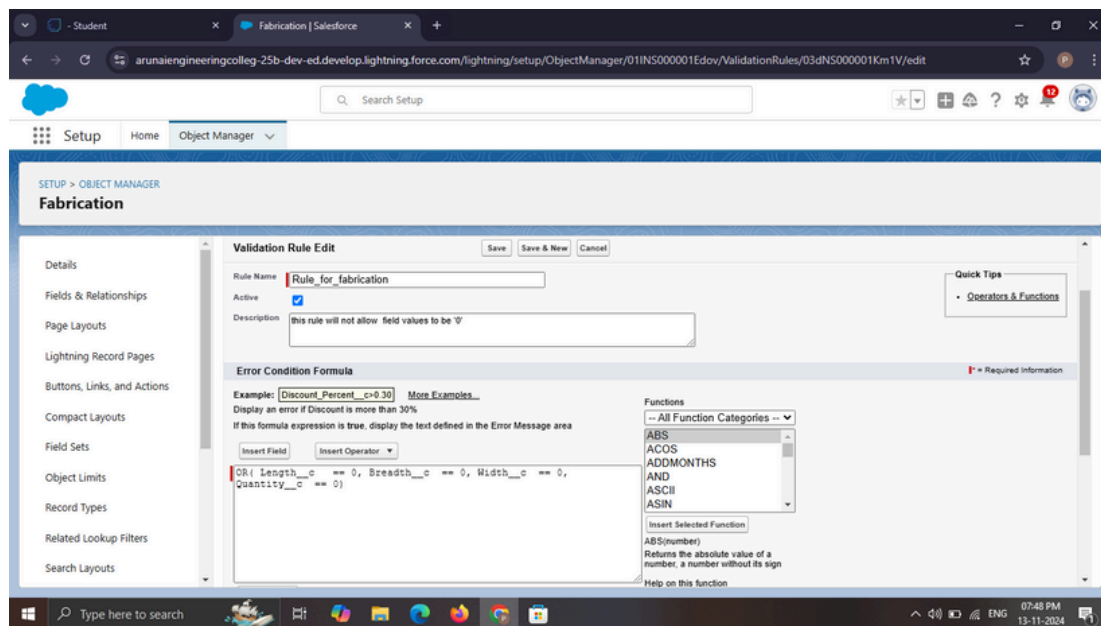 - Student
Fabrication | Salesforce
arunaiengineeringcolleg-25b-dev-ed.develop.lightning.force.com/lightning/setup/ObjectManager/01INS000001Edov/ValidationRules/03dNS000001Km1V/edit
P
Search Setup
12
Setup
Home
Object Manager
SETUP > OBJECT MANAGER
Fabrication
Details
Fields & Relationships
Page Layouts
Lightning Record Pages
Buttons, Links, and Actions
Compact Layouts
Field Sets
Object Limits
Record Types
Related Lookup Filters
Search Layouts
Validation Rule Edit
Save
Save & New
Cancel
Rule Name
Rule_for_fabrication
Active
Description
this rule will not allow field values to be '0'
Quick Tips
• Operators & Functions
Error Condition Formula
= Required Information
Example: Discount_Percent__c>0.30 More Examples...
Display an error if Discount is more than 30%
If this formula expression is true, display the text defined in the Error Message area
Insert Field
Insert Operator
OR( Length__c == 0, Breadth__c == 0, Width__c == 0,
Quantity__c == 0)
Functions
-- All Function Categories --
ABS
ACOS
ADDMONTHS
AND
ASCII
ASIN
Insert Selected Function
ABS(number)
Returns the absolute value of a
number, a number without its sign
Help on this function
Type here to search
ENG
07:48 PM
13-11-2024